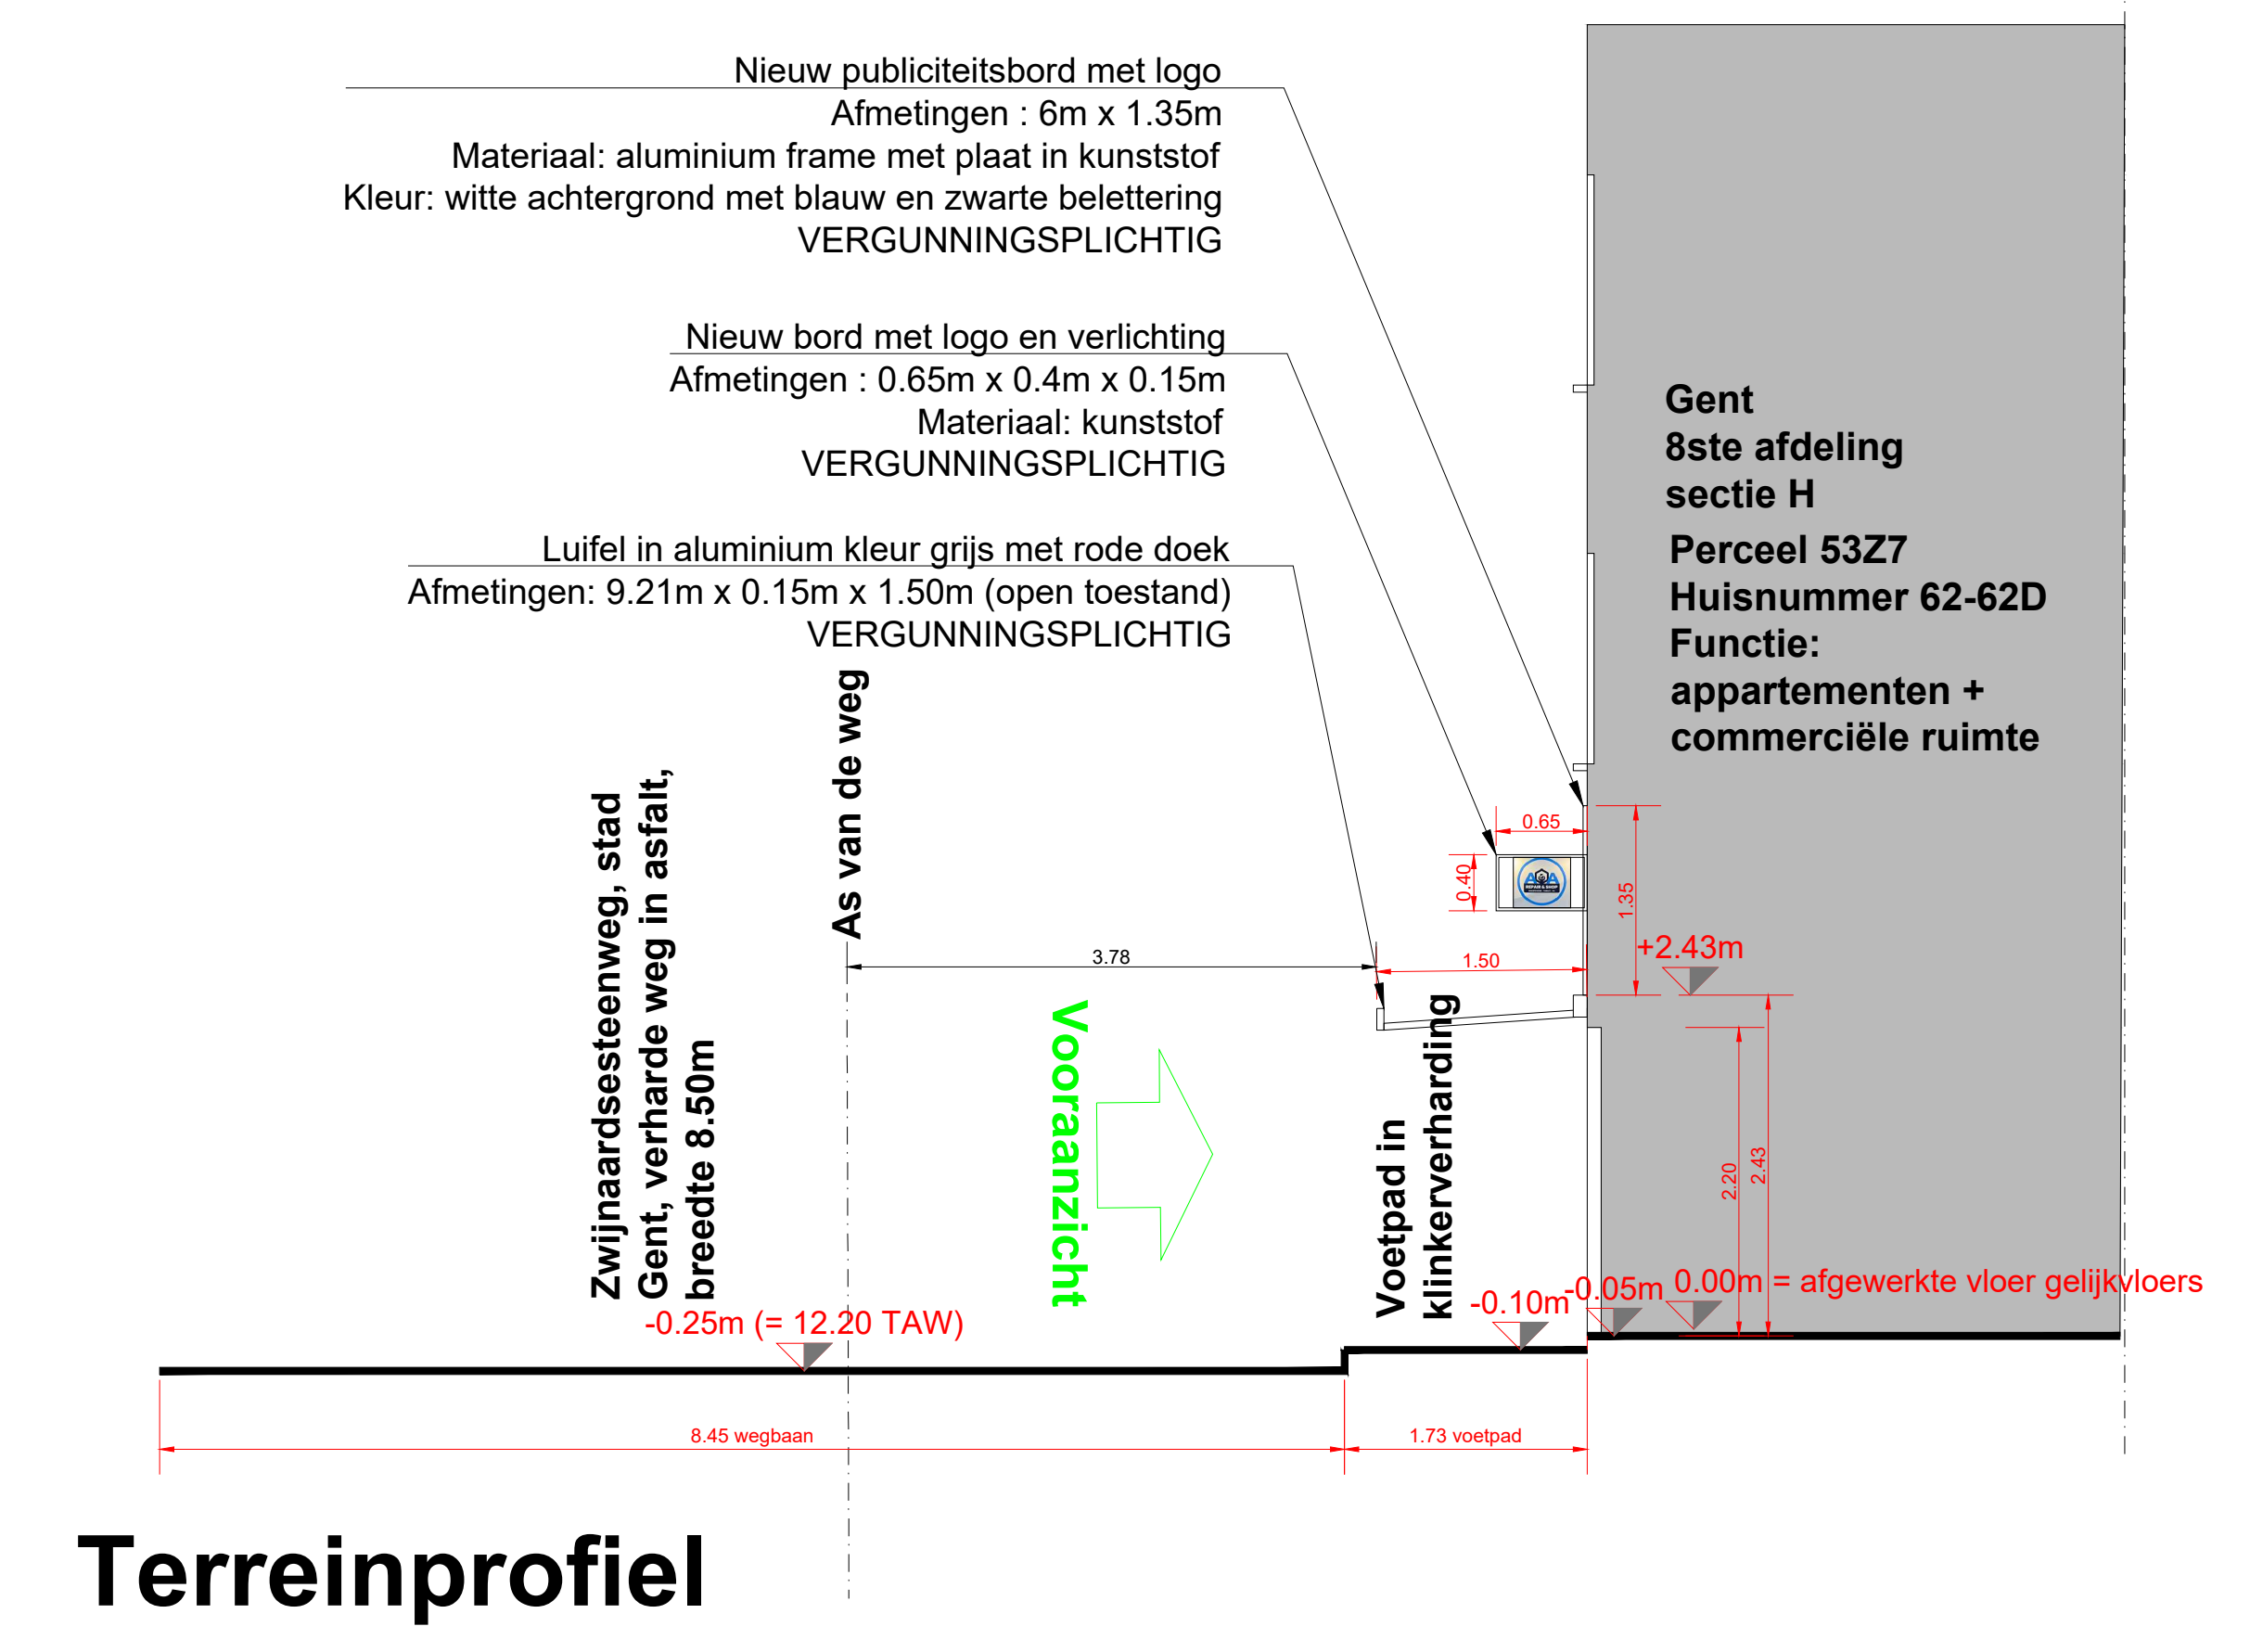 Nieuw publiciteitsbord met logo
Afmetingen : 6m x 1.35m
Materiaal: aluminium frame met plaat in kunststof
Kleur: witte achtergrond met blauw en zwarte belettering
VERGUNNINGSPLICHTIG
Nieuw bord met logo en verlichting
Afmetingen : 0.65m x 0.4m x 0.15m
Materiaal: kunststof
VERGUNNINGSPLICHTIG
Luifel in aluminium kleur grijs met rode doek
Afmetingen: 9.21m x 0.15m x 1.50m (open toestand)
VERGUNNINGSPLICHTIG
Gent
8ste afdeling
sectie H
Perceel 53Z7
Huisnummer 62-62D
Functie:
appartementen +
commerciële ruimte
Zwijnaardsesteenweg, stad
Gent, verharde weg in asfalt,
breedte 8.50m
As van de weg
0.65
0.40
REPAIR & SHOP
1.35
+2.43m
3.78
1.50
Vooraanzicht
Voetpad in
klinkerverharding
2.20
2.43
-0.25m (= 12.20 TAW)
-0.10m
-0.05m
0.00m = afgewerkte vloer gelijkvloers
8.45 wegbaan
1.73 voetpad
Terreinprofiel